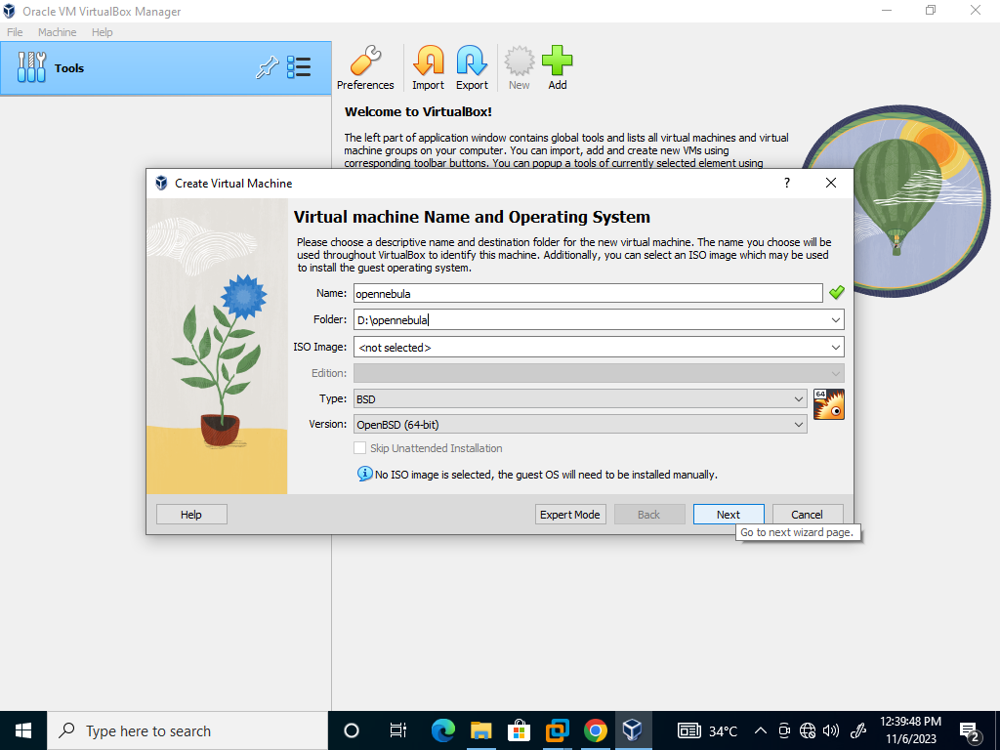 Oracle VM VirtualBox Manager
File Machine Help
Tools
Preferences Import Export New Add
Welcome to VirtualBox!
The left part of application window contains global tools and lists all virtual machines and virtual
machine groups on your computer. You can import, add and create new VMs using
corresponding toolbar buttons. You can popup a tools of currently selected element using
Create Virtual Machine
?
Virtual machine Name and Operating System
Please choose a descriptive name and destination folder for the new virtual machine. The name you choose will be
used throughout VirtualBox to identify this machine. Additionally, you can select an ISO image which may be used
to install the guest operating system.
Name: opennebula
Folder: D:\opennebula
ISO Image: <not selected>
Edition:
Type: BSD
64
Version: OpenBSD (64-bit)
Skip Unattended Installation
No ISO image is selected, the guest OS will need to be installed manually.
Help Expert Mode Back Next Cancel
Go to next wizard page.
Type here to search
34°C
12:39:48 PM
11/6/2023
2